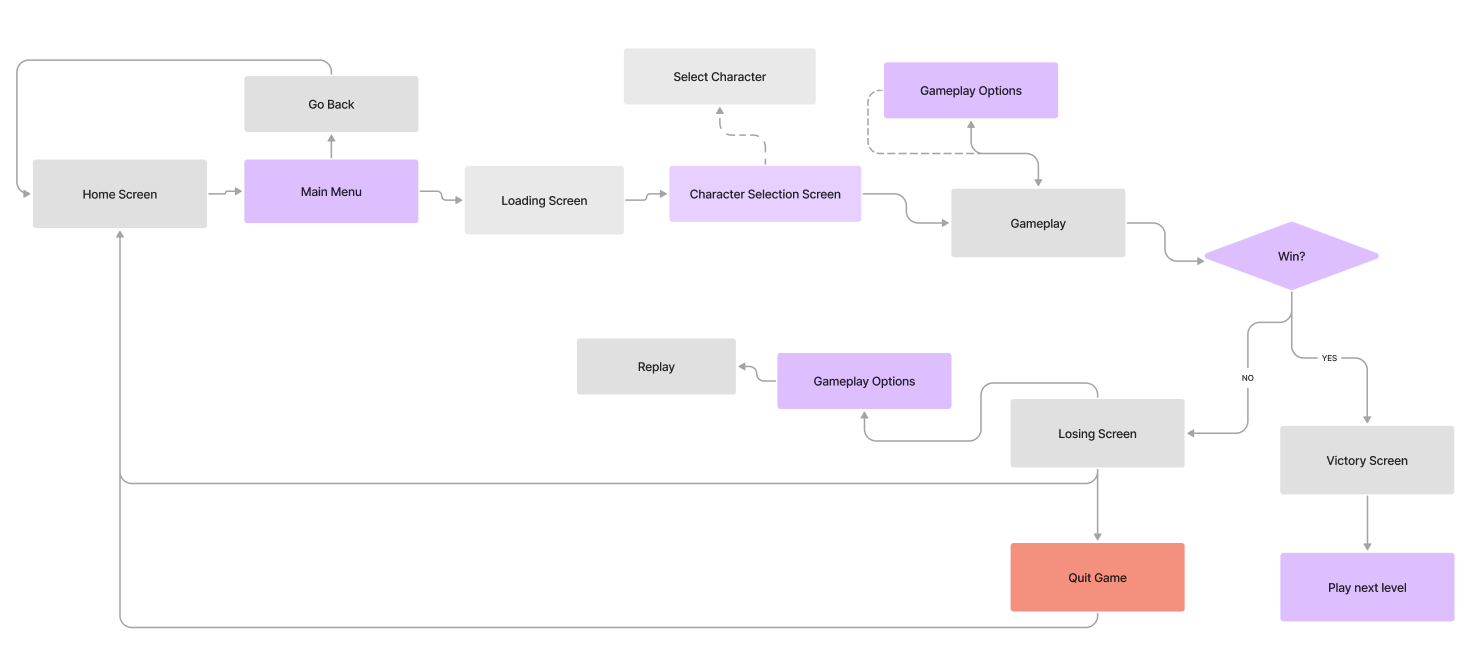 Select Character
Gameplay Options
Go Back
Home Screen
Main Menu
Loading Screen
Character Selection Screen
Gameplay
Win?
YES
NO
Replay
Gameplay Options
Losing Screen
Victory Screen
Quit Game
Play next level